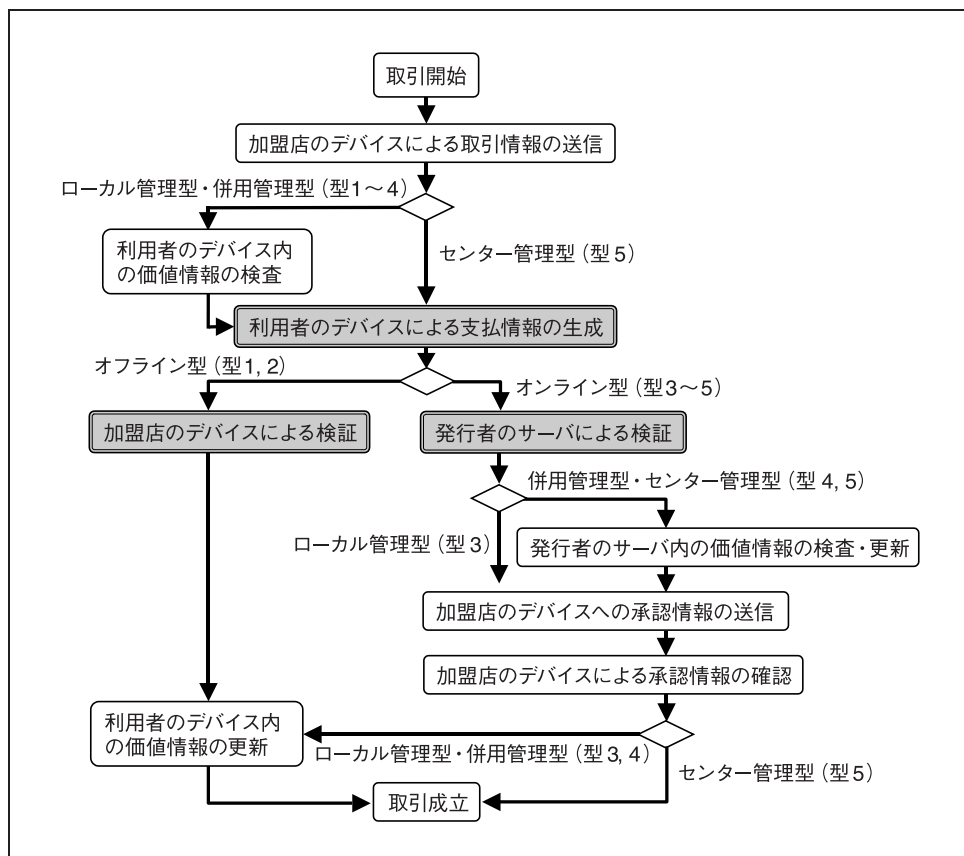 取引開始
加盟店のデバイスによる取引情報の送信
ローカル管理型・併用管理型（型1～4）
利用者のデバイス内
の価値情報の検査
センター管理型（型5）
利用者のデバイスによる支払情報の生成
オフライン型（型1, 2）
オンライン型（型3～5）
加盟店のデバイスによる検証
発行者のサーバによる検証
併用管理型・センター管理型（型 4, 5）
ローカル管理型（型3）
発行者のサーバ内の価値情報の検査・更新
加盟店のデバイスへの承認情報の送信
加盟店のデバイスによる承認情報の確認
利用者のデバイス内
の価値情報の更新
ローカル管理型・併用管理型（型3, 4）
センター管理型（型5）
取引成立